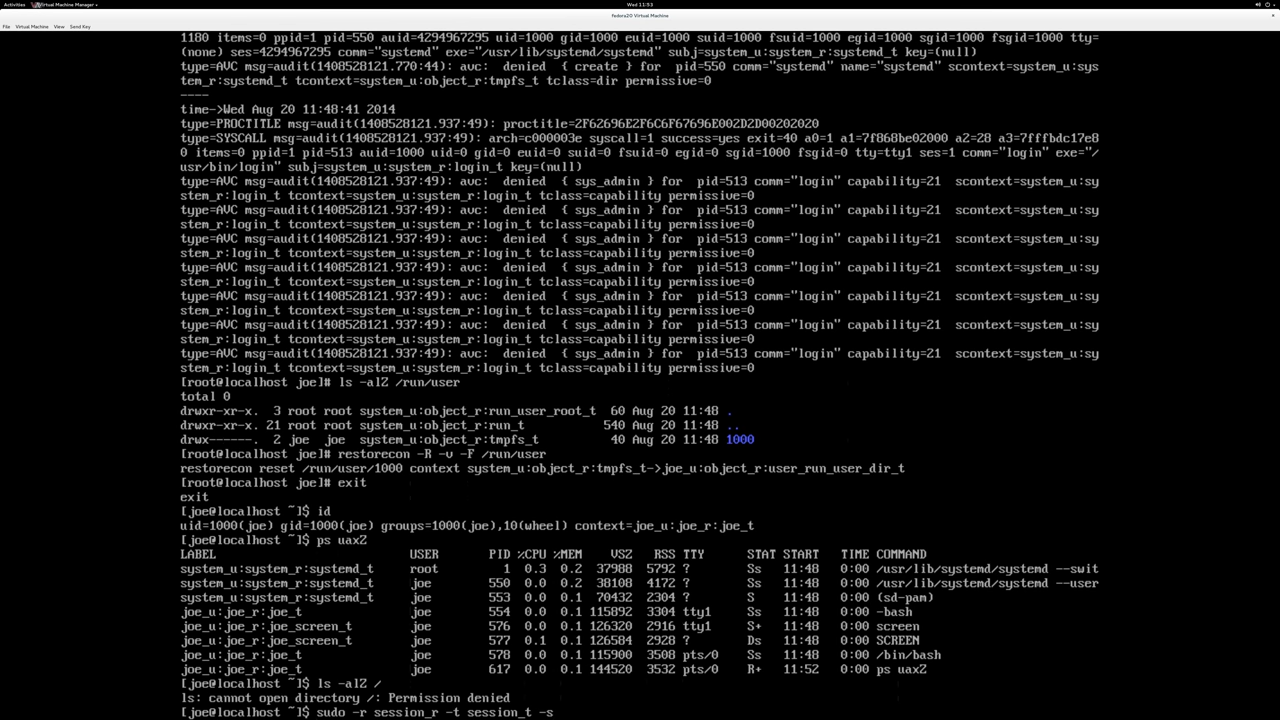 Activities Virtual Machine Manager Wed 11:53
Fedora20 Virtual Machine
File Virtual Machine View Send Key
1180 items=0 ppid=1 pid=550 auid=4294967295 uid=1000 gid=1000 euid=1000 suid=1000 fsuid=1000 egid=1000 sgid=1000 fsgid=1000 tty=
(none) ses=4294967295 comm="systemd" exe="/usr/lib/systemd/systemd" subj=system_u:system_r:systemd_t key=(null)
type=AVC msg=audit(1408528121.770:44): avc:  denied  { create } for  pid=550 comm="systemd" name="systemd" scontext=system_u:sys
tem_r:systemd_t tcontext=system_u:object_r:tmpfs_t tclass=dir permissive=0
----
time->Wed Aug 20 11:48:41 2014
type=PROCTITLE msg=audit(1408528121.937:49): proctitle=2F62696E2F6C6F67696E002D2D00202020
type=SYSCALL msg=audit(1408528121.937:49): arch=c000003e syscall=1 success=yes exit=40 a0=1 a1=7f868be02000 a2=28 a3=7fffbdc17e8
0 items=0 ppid=1 pid=513 auid=1000 uid=0 gid=0 euid=0 suid=0 fsuid=0 egid=0 sgid=1000 fsgid=0 tty=tty1 ses=1 comm="login" exe="/
usr/bin/login" subj=system_u:system_r:login_t key=(null)
type=AVC msg=audit(1408528121.937:49): avc:  denied  { sys_admin } for  pid=513 comm="login" capability=21  scontext=system_u:sy
stem_r:login_t tcontext=system_u:system_r:login_t tclass=capability permissive=0
type=AVC msg=audit(1408528121.937:49): avc:  denied  { sys_admin } for  pid=513 comm="login" capability=21  scontext=system_u:sy
stem_r:login_t tcontext=system_u:system_r:login_t tclass=capability permissive=0
type=AVC msg=audit(1408528121.937:49): avc:  denied  { sys_admin } for  pid=513 comm="login" capability=21  scontext=system_u:sy
stem_r:login_t tcontext=system_u:system_r:login_t tclass=capability permissive=0
type=AVC msg=audit(1408528121.937:49): avc:  denied  { sys_admin } for  pid=513 comm="login" capability=21  scontext=system_u:sy
stem_r:login_t tcontext=system_u:system_r:login_t tclass=capability permissive=0
type=AVC msg=audit(1408528121.937:49): avc:  denied  { sys_admin } for  pid=513 comm="login" capability=21  scontext=system_u:sy
stem_r:login_t tcontext=system_u:system_r:login_t tclass=capability permissive=0
type=AVC msg=audit(1408528121.937:49): avc:  denied  { sys_admin } for  pid=513 comm="login" capability=21  scontext=system_u:sy
stem_r:login_t tcontext=system_u:system_r:login_t tclass=capability permissive=0
type=AVC msg=audit(1408528121.937:49): avc:  denied  { sys_admin } for  pid=513 comm="login" capability=21  scontext=system_u:sy
stem_r:login_t tcontext=system_u:system_r:login_t tclass=capability permissive=0
[root@localhost joe]# ls -alZ /run/user
total 0
drwxr-xr-x.  3 root root system_u:object_r:run_user_root_t  60 Aug 20 11:48 .
drwxr-xr-x. 21 root root system_u:object_r:run_t           540 Aug 20 11:48 ..
drwx------.  2 joe  joe  system_u:object_r:tmpfs_t          40 Aug 20 11:48 1000
[root@localhost joe]# restorecon -R -v -F /run/user
restorecon reset /run/user/1000 context system_u:object_r:tmpfs_t->joe_u:object_r:user_run_user_dir_t
[root@localhost joe]# exit
exit
[joe@localhost ~]$ id
uid=1000(joe) gid=1000(joe) groups=1000(joe),10(wheel) context=joe_u:joe_r:joe_t
[joe@localhost ~]$ ps uaxZ
LABEL                           USER       PID %CPU %MEM    VSZ   RSS TTY      STAT START   TIME COMMAND
system_u:system_r:systemd_t     root         1  0.3  0.2  37988  5792 ?        Ss   11:48   0:00 /usr/lib/systemd/systemd --swit
system_u:system_r:systemd_t     joe        550  0.0  0.2  38108  4172 ?        Ss   11:48   0:00 /usr/lib/systemd/systemd --user
system_u:system_r:systemd_t     joe        553  0.0  0.1  70432  2304 ?        S    11:48   0:00 (sd-pam)
joe_u:joe_r:joe_t               joe        554  0.0  0.1 115892  3304 tty1     Ss   11:48   0:00 -bash
joe_u:joe_r:joe_screen_t        joe        576  0.0  0.1 126320  2916 tty1     S+   11:48   0:00 screen
joe_u:joe_r:joe_screen_t        joe        577  0.1  0.1 126584  2928 ?        Ds   11:48   0:00 SCREEN
joe_u:joe_r:joe_t               joe        578  0.0  0.1 115900  3508 pts/0    Ss   11:48   0:00 /bin/bash
joe_u:joe_r:joe_t               joe        617  0.0  0.1 144520  3532 pts/0    R+   11:52   0:00 ps uaxZ
[joe@localhost ~]$ ls -alZ /
ls: cannot open directory /: Permission denied
[joe@localhost ~]$ sudo -r session_r -t session_t -s